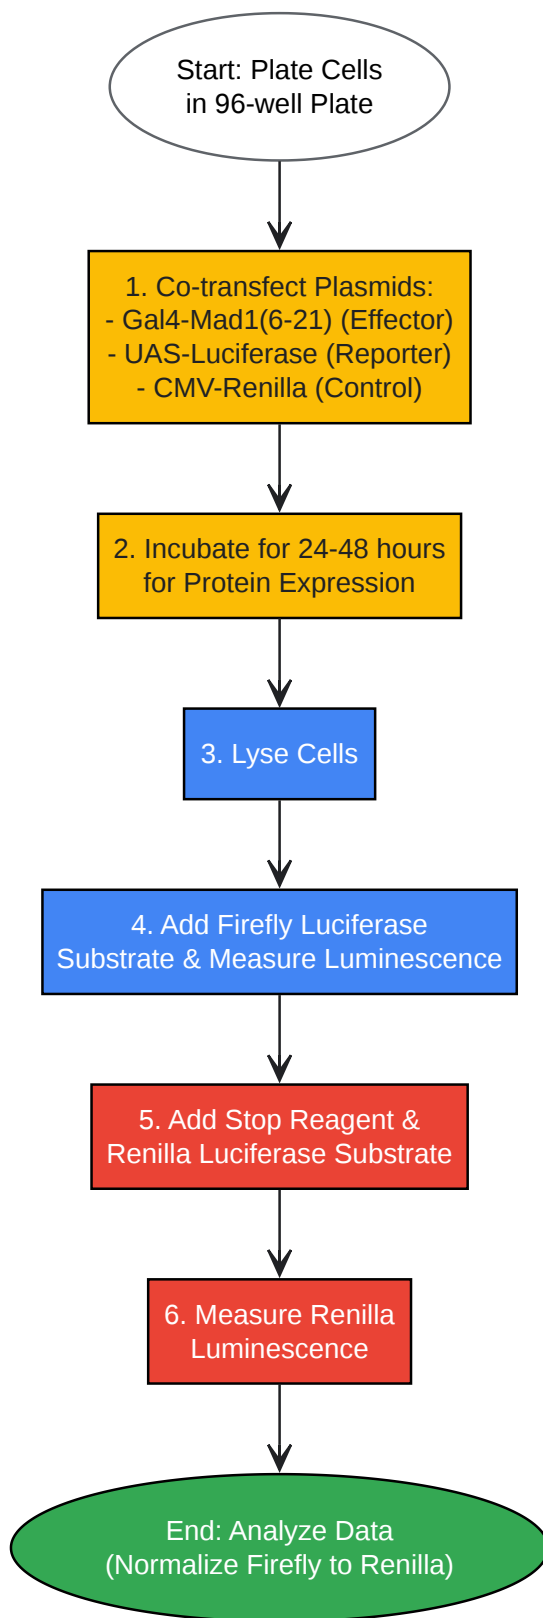 Start: Plate Cells
in 96-well Plate
1. Co-transfect Plasmids:
- Gal4-Mad1(6-21) (Effector)
- UAS-Luciferase (Reporter)
- CMV-Renilla (Control)
2. Incubate for 24-48 hours
for Protein Expression
3. Lyse Cells
4. Add Firefly Luciferase
Substrate & Measure Luminescence
5. Add Stop Reagent &
Renilla Luciferase Substrate
6. Measure Renilla
Luminescence
End: Analyze Data
(Normalize Firefly to Renilla)